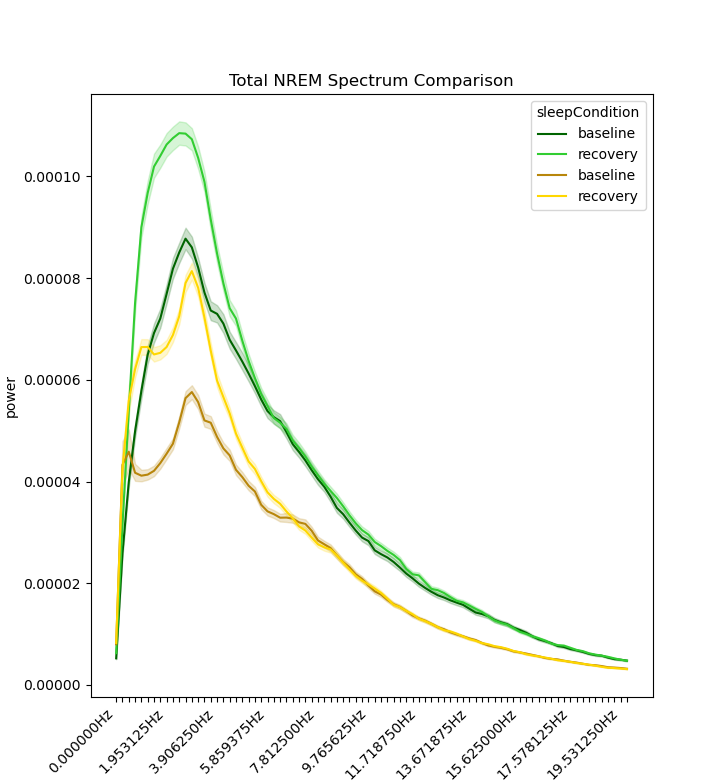 Total NREM Spectrum Comparison
sleepCondition
baseline
recovery
baseline
recovery
power
0.00010
0.00008
0.00006
0.00004
0.00002
0.00000
0.000000Hz
1.953125Hz
3.906250Hz
5.859375Hz
7.812500Hz
9.765625Hz
11.718750Hz
13.671875Hz
15.625000Hz
17.578125Hz
19.531250Hz